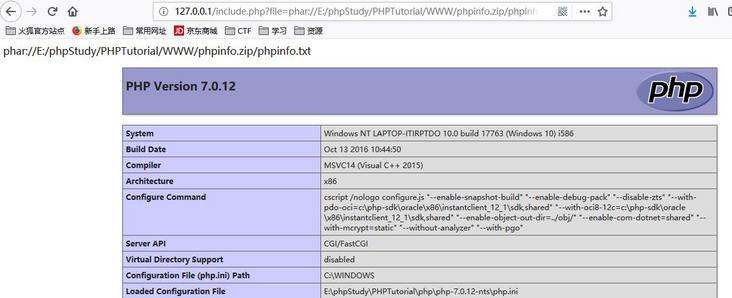 127.0.0.1/include.php?file=phar://E:/phpStudy/PHPTutorial/WWW/phpinfo.zip/phpinf
火狐官方站点 新手上路 常用网址 JD 京东商城 CTF 学习 资源
phar://E:/phpStudy/PHPTutorial/WWW/phpinfo.zip/phpinfo.txt
PHP Version 7.0.12 php
System Windows NT LAPTOP-ITIRPTDO 10.0 build 17763 (Windows 10) i586
Build Date Oct 13 2016 10:44:50
Compiler MSVC14 (Visual C++ 2015)
Architecture x86
Configure Command cscript /nologo configure.js "--enable-snapshot-build" "--enable-debug-pack" "--disable-zts" "--with-
pdo-oci=c:\php-sdk\oracle\x86\instantclient_12_1\sdk,shared" "--with-oci8-12c=c:\php-sdk\oracle
\x86\instantclient_12_1\sdk,shared" "--enable-object-out-dir=../obj/" "--enable-com-dotnet=shared" "--
with-mcrypt=static" "--without-analyzer" "--with-pgo"
Server API CGI/FastCGI
Virtual Directory Support disabled
Configuration File (php.ini) Path C:\WINDOWS
Loaded Configuration File E:\phpStudy\PHPTutorial\php\php-7.0.12-nts\php.ini